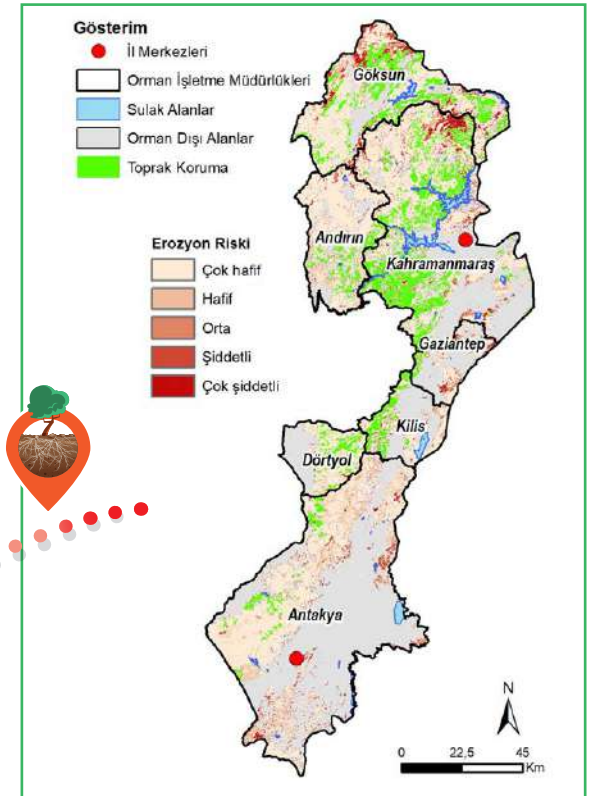 Gösterim
İl Merkezleri
Orman İşletme Müdürlükleri
Sulak Alanlar
Orman Dışı Alanlar
Toprak Koruma
Erozyon Riski
Çok hafif
Hafif
Orta
Şiddetli
Çok şiddetli
Göksun
Andırın
Kahramanmaraş
Gaziantep
Kilis
Dörtyol
Antakya
N
0 22,5 45
Km